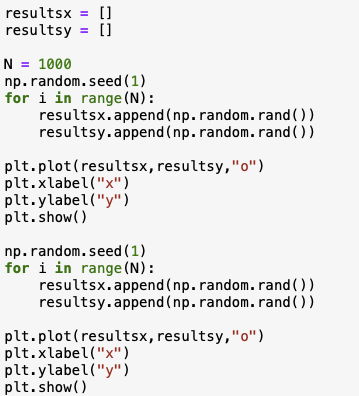 resultsx = []
resultsy = []

N = 1000
np.random.seed(1)
for i in range(N):
    resultsx.append(np.random.rand())
    resultsy.append(np.random.rand())

plt.plot(resultsx,resultsy,"o")
plt.xlabel("x")
plt.ylabel("y")
plt.show()

np.random.seed(1)
for i in range(N):
    resultsx.append(np.random.rand())
    resultsy.append(np.random.rand())

plt.plot(resultsx,resultsy,"o")
plt.xlabel("x")
plt.ylabel("y")
plt.show()